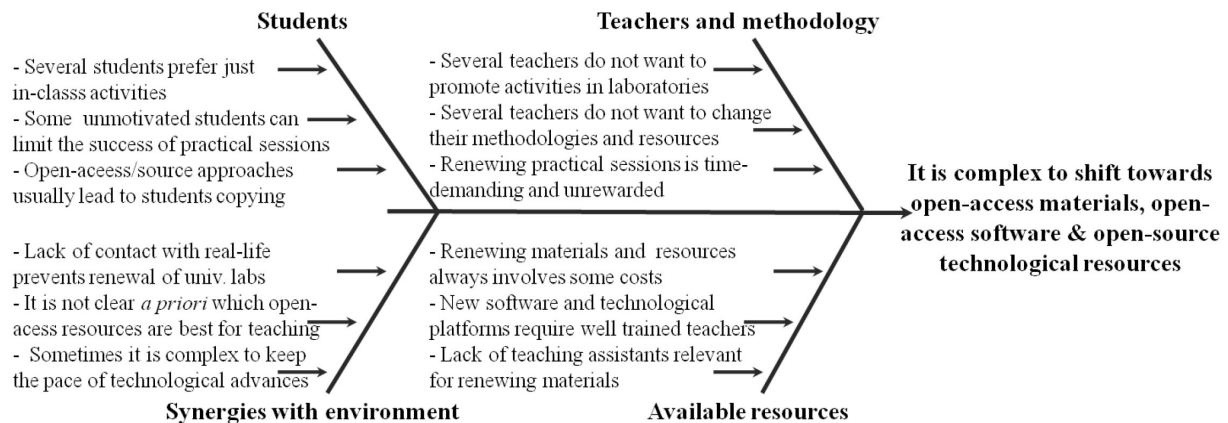 Students
- Several students prefer just
in-classs activities
- Some unmotivated students can
limit the success of practical sessions
- Open-aceess/source approaches
usually lead to students copying
Teachers and methodology
- Several teachers do not want to
promote activities in laboratories
- Several teachers do not want to change
their methodologies and resources
- Renewing practical sessions is time-
demanding and unrewarded
It is complex to shift towards
open-access materials, open-
access software & open-source
technological resources
- Lack of contact with real-life
prevents renewal of univ. labs
- It is not clear a priori which open-
acess resources are best for teaching
- Sometimes it is complex to keep
the pace of technological advances
Synergies with environment
- Renewing materials and resources
always involves some costs
- New software and technological
platforms require well trained teachers
- Lack of teaching assistants relevant
for renewing materials
Available resources